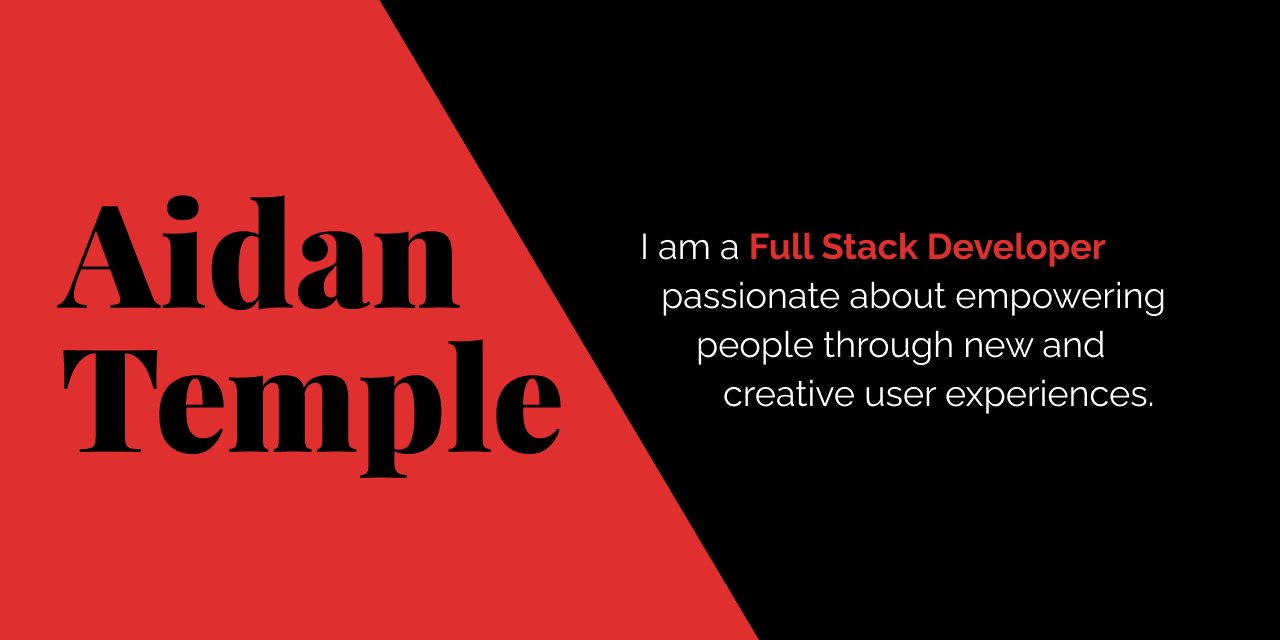 Aidan
Temple
I am a Full Stack Developer
passionate about empowering
people through new and
creative user experiences.